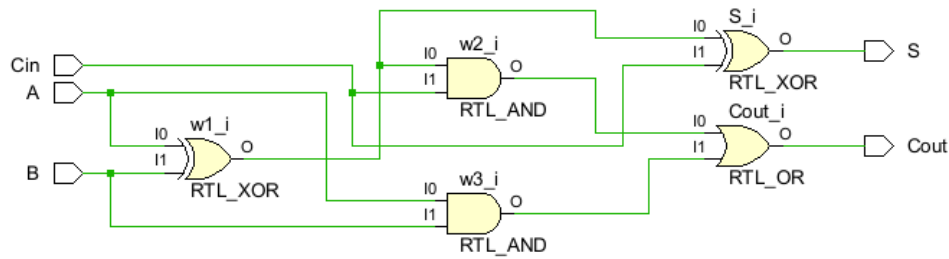 S_i
w2_i
I0
O
I0
I1
O
S
Cin
I1
RTL_XOR
A
RTL_AND
Cout_i
w1_i
I0
O
I0
I1
O
Cout
I1
B
RTL_XOR
w3_i
RTL_OR
I0
O
I1
RTL_AND